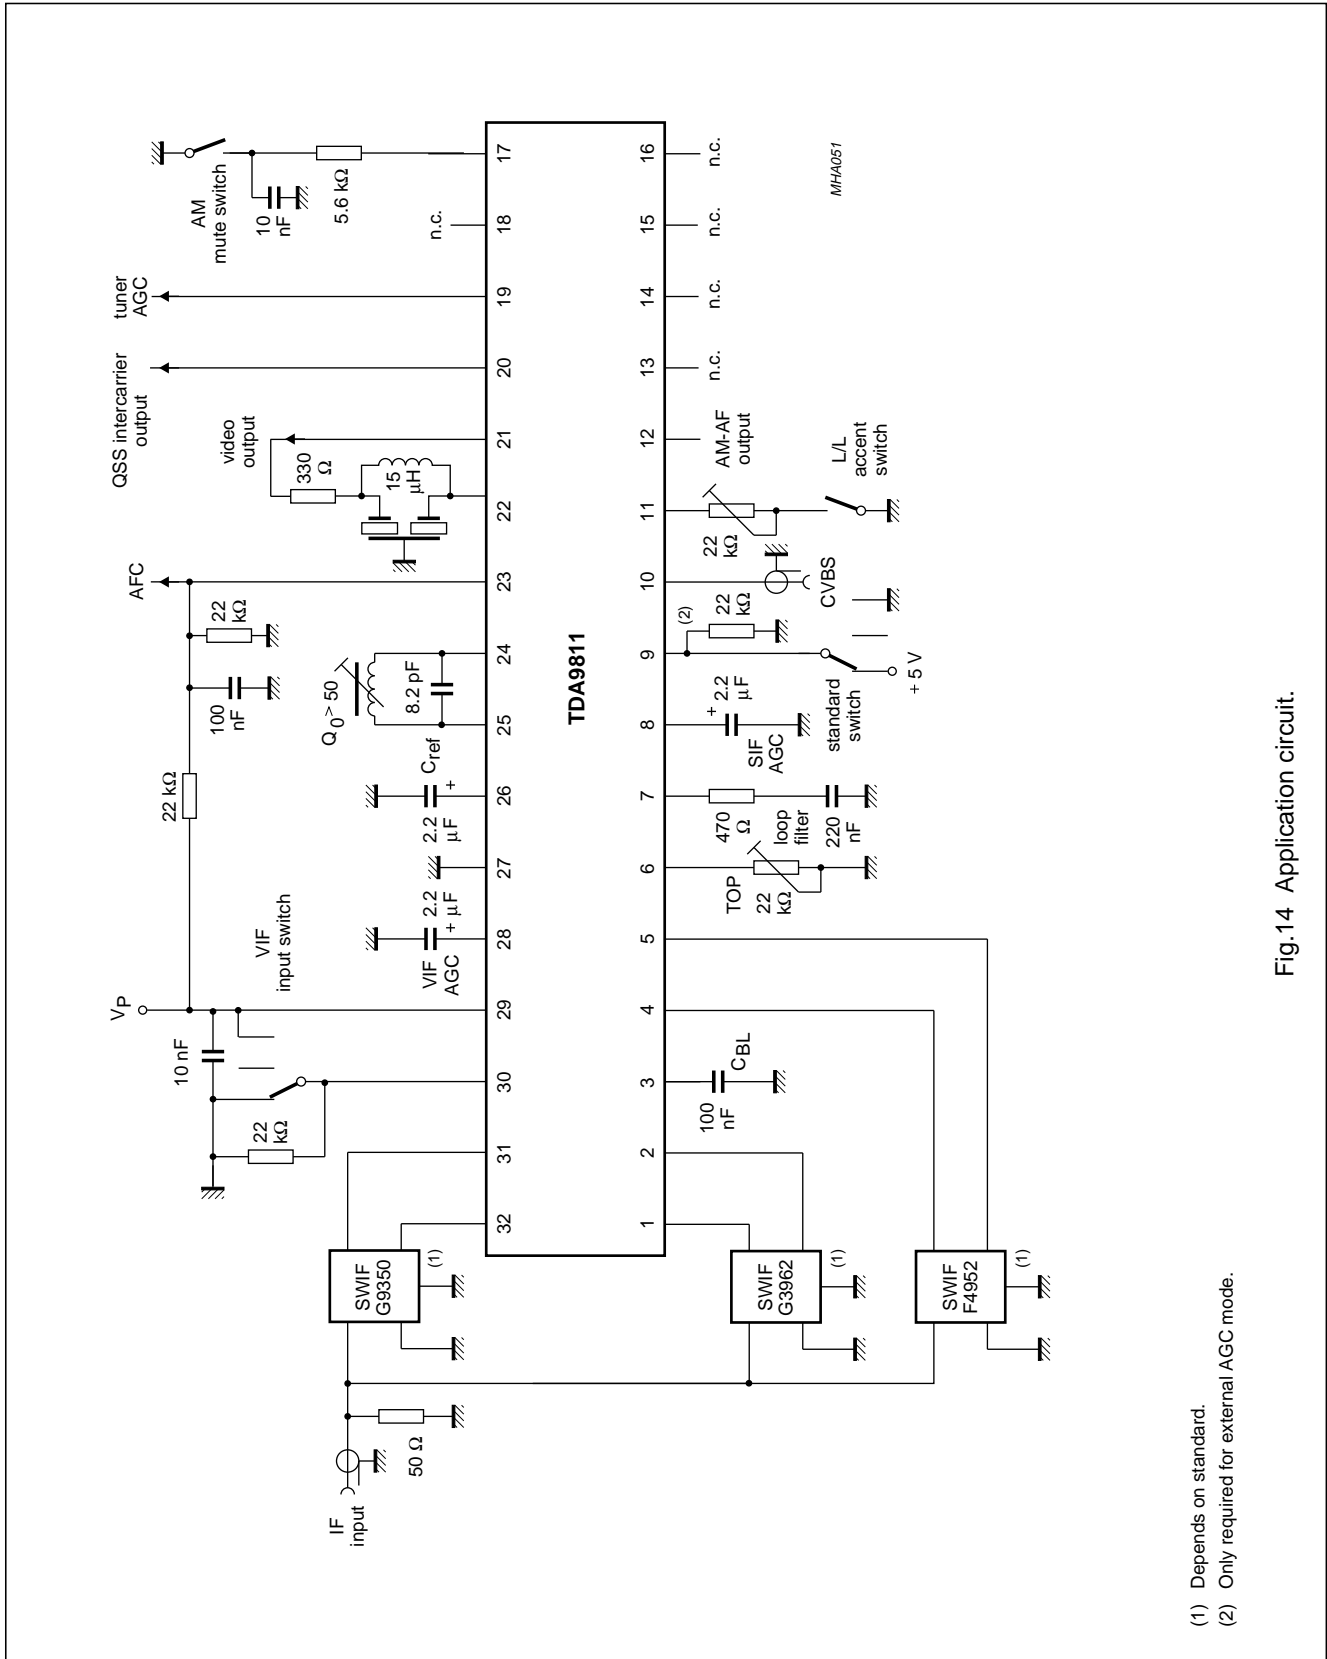 IF
input
50 Ω
SWIF
G9350
(1)
22
kΩ
10 nF
VP
VIF
input switch
22 kΩ
VIF
AGC
2.2
μF
+
2.2
μF
Cref
+
100
nF
22
kΩ
Q0 > 50
8.2 pF
AFC
330
Ω
15
μH
video
output
QSS intercarrier
output
tuner
AGC
n.c.
AM
mute switch
10
nF
5.6 kΩ
32
31
30
29
28
27
26
25
24
23
22
21
20
19
18
17
TDA9811
1
2
3
4
5
6
7
8
9
10
11
12
13
14
15
16
SWIF
G3962
(1)
SWIF
F4952
(1)
100
nF
CBL
TOP
22
kΩ
470
Ω
loop
filter
220
nF
+
2.2
μF
SIF
AGC
(2)
22
kΩ
standard
switch
+ 5 V
CVBS
22
kΩ
L/L
accent
switch
AM-AF
output
n.c.
n.c.
n.c.
n.c.
MHA051
(1) Depends on standard.
(2) Only required for external AGC mode.
Fig.14 Application circuit.